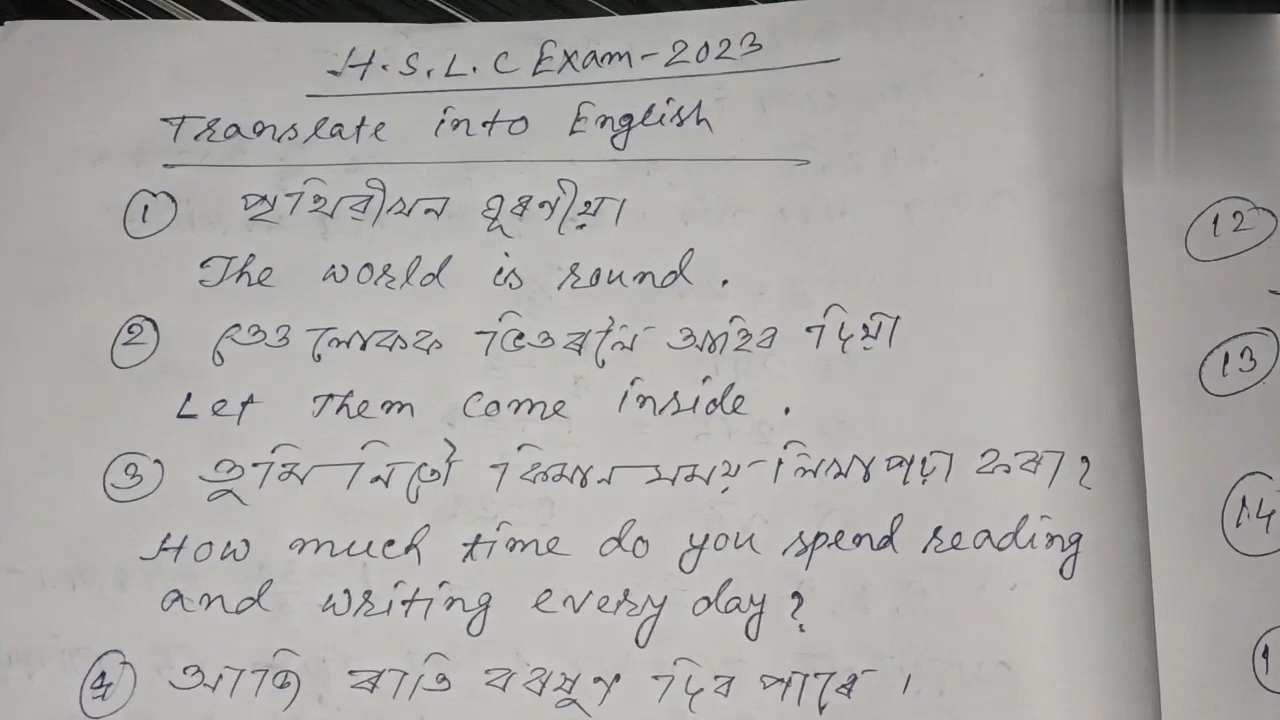 H.S.L.C Exam-2023
Translate into English
① পৃথিৱীখন ঘূৰণীয়া।
The world is round.
② তেওঁলোকক ভিতৰলৈ আহিব দিয়া
Let Them come inside.
③ তুমি নিতৌ কিমান সময় লিখাপঢ়া কৰা?
How much time do you spend reading
and writing every day?
④ আজি ৰাতি বৰষুণ দিব পাৰে।
12
13
14
1